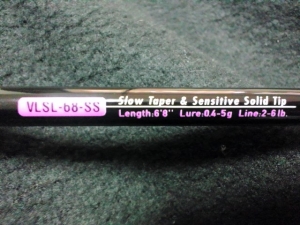 VLSL-68-SS
Slow Taper & Sensitive Solid Tip
Length:6'8" Lure:0.4-5g Line:2-6lb.